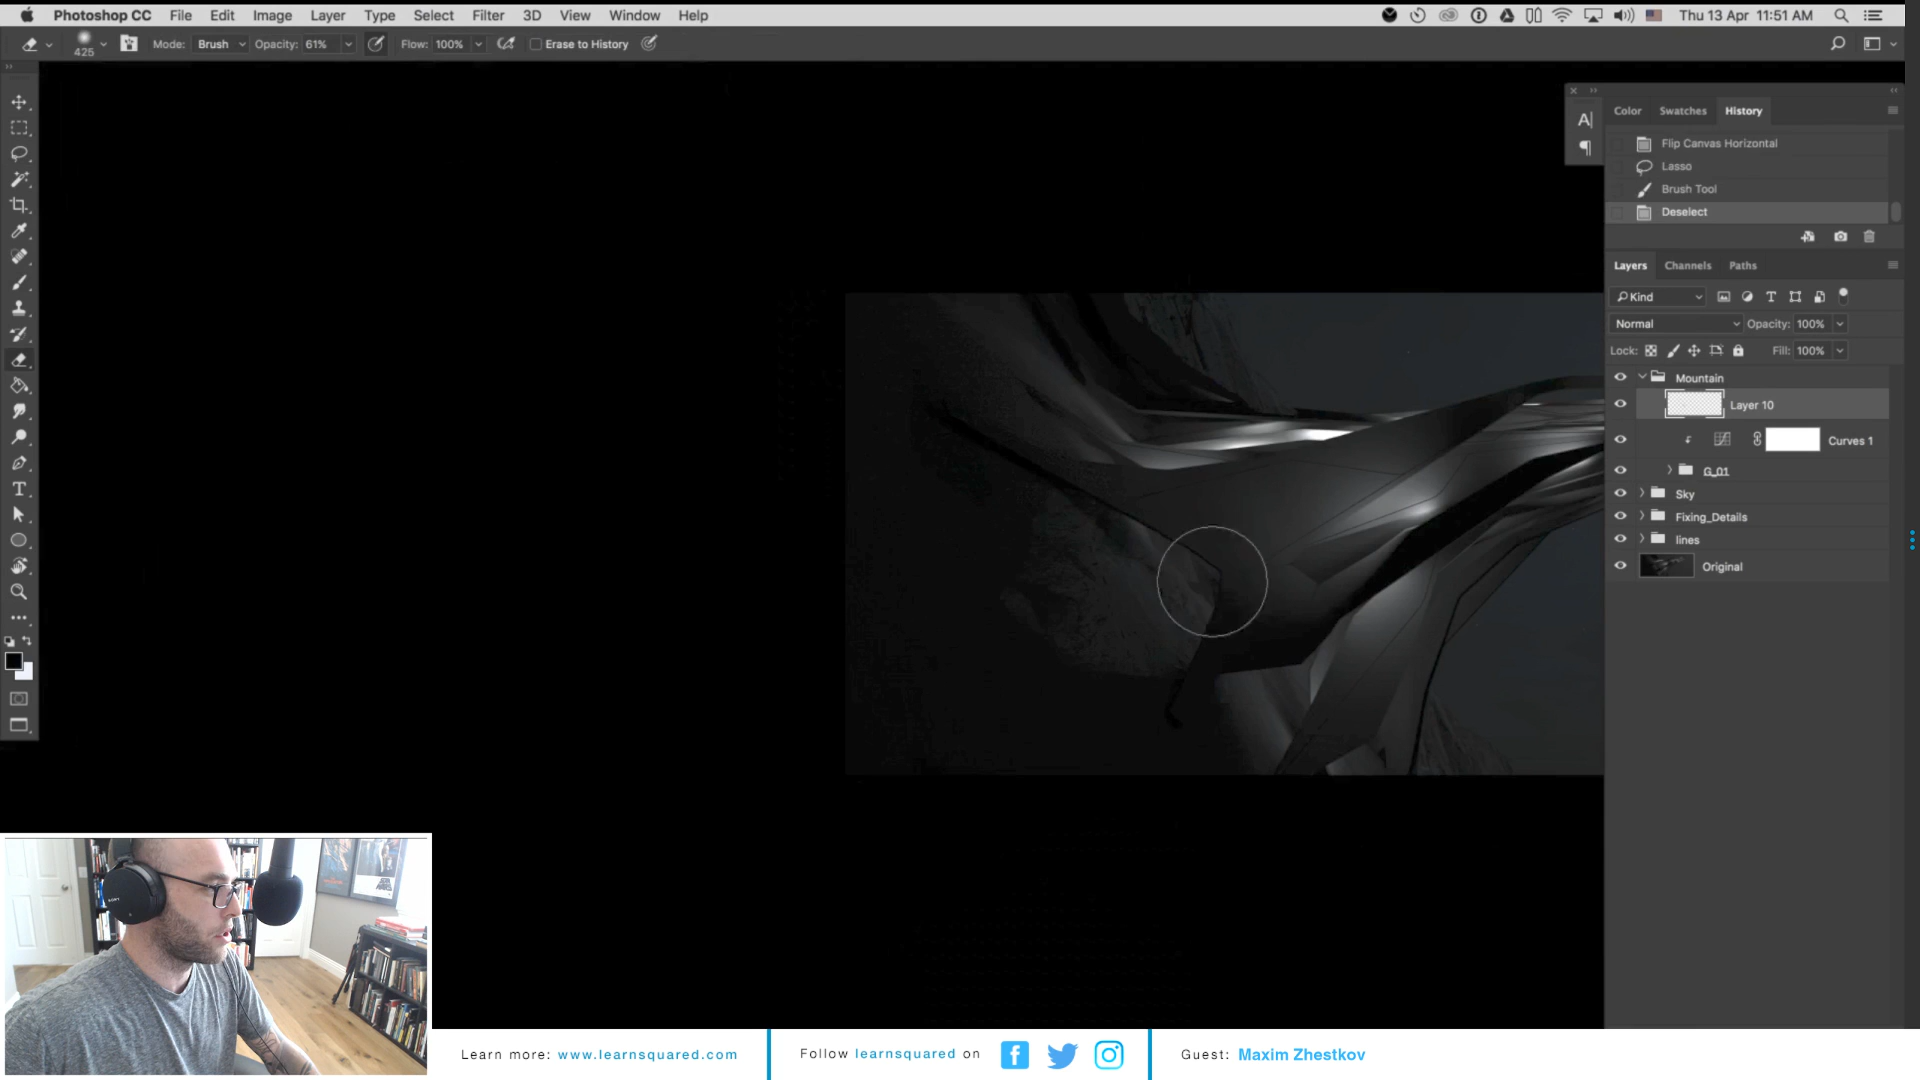 Photoshop CC File Edit Image Layer Type Select Filter 3D View Window Help Thu 13 Apr 11:51 AM
425 Mode: Brush Opacity: 61% Flow: 100% Erase to History
Color Swatches History
Flip Canvas Horizontal
Lasso
Brush Tool
Deselect
Layers Channels Paths
Kind
Normal Opacity: 100%
Lock: Fill: 100%
Mountain
Layer 10
Curves 1
G_01
Sky
Fixing_Details
lines
Original
Learn more: www.learnsquared.com Follow learnsquared on Guest: Maxim Zhestkov